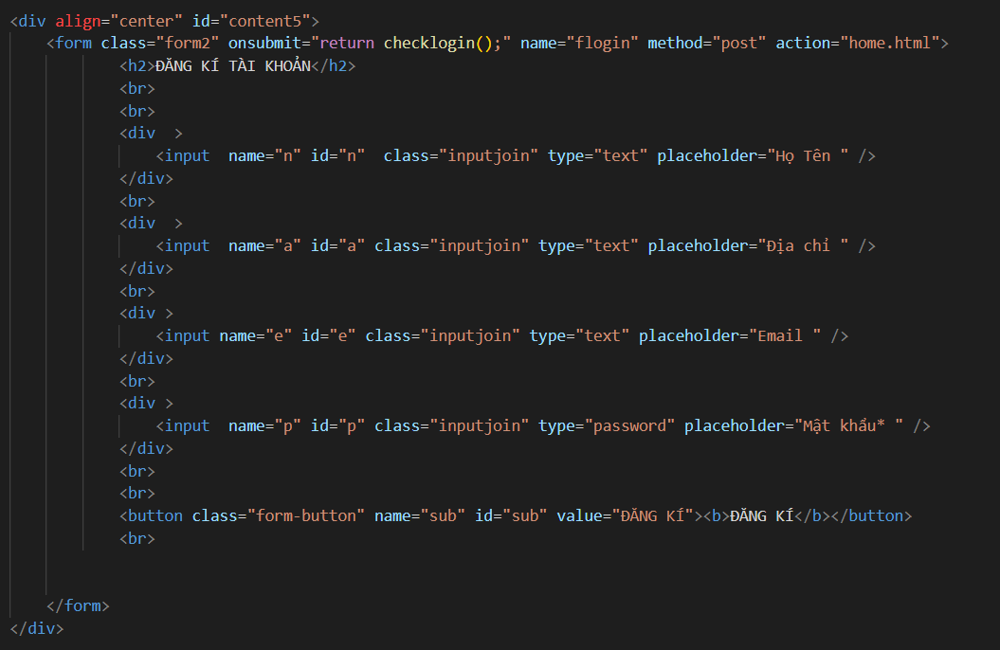 <div align="center" id="content5">
<form class="form2" onsubmit="return checklogin();" name="flogin" method="post" action="home.html">
<h2>ĐĂNG KÍ TÀI KHOẢN</h2>
<br>
<br>
<div  >
<input  name="n" id="n"  class="inputjoin" type="text" placeholder="Họ Tên " />
</div>
<br>
<div  >
<input  name="a" id="a" class="inputjoin" type="text" placeholder="Địa chỉ " />
</div>
<br>
<div >
<input name="e" id="e" class="inputjoin" type="text" placeholder="Email " />
</div>
<br>
<div >
<input  name="p" id="p" class="inputjoin" type="password" placeholder="Mật khẩu* " />
</div>
<br>
<br>
<button class="form-button" name="sub" id="sub" value="ĐĂNG KÍ"><b>ĐĂNG KÍ</b></button>
<br>
</form>
</div>